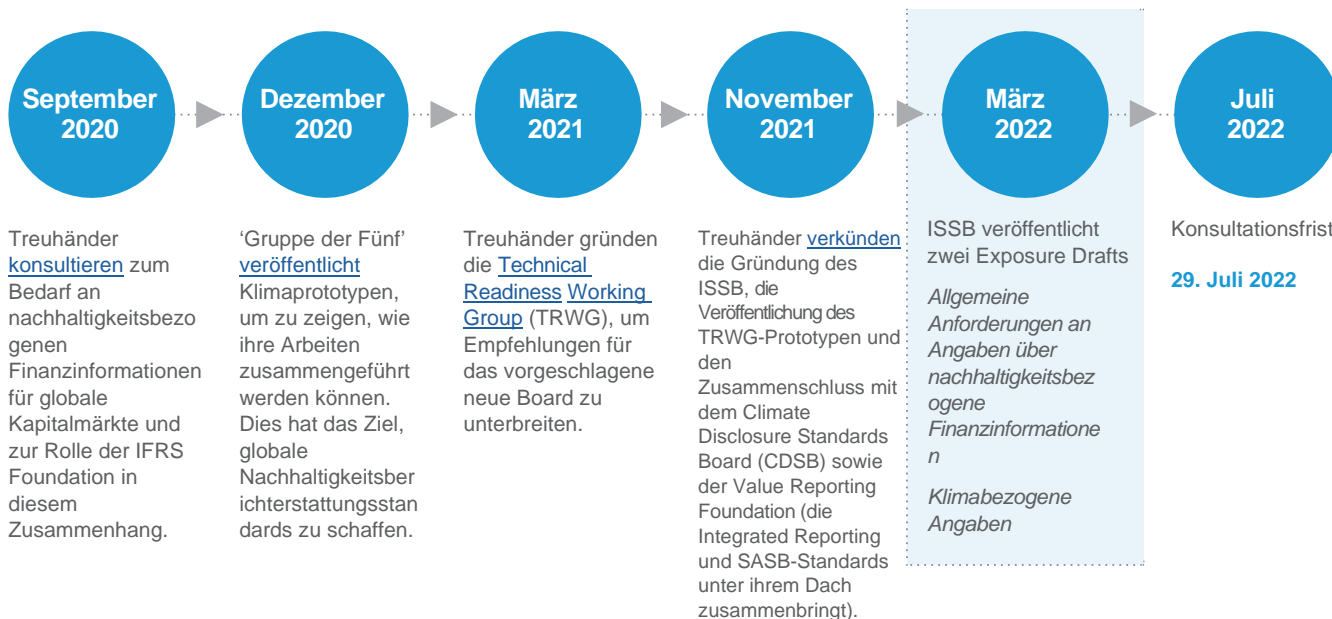 September
2020
Dezember
2020
März
2021
November
2021
März
2022
Juli
2022
Treuhänder
konsultieren zum
Bedarf an
nachhaltigkeitsbezo
genen
Finanzinformationen
für globale
Kapitalmärkte und
zur Rolle der IFRS
Foundation in
diesem
Zusammenhang.
‘Gruppe der Fünf’
veröffentlicht
Klimaprototypen,
um zu zeigen, wie
ihre Arbeiten
zusammengeführt
werden können.
Dies hat das Ziel,
globale
Nachhaltigkeitsber
ichterstattungsstan
dards zu schaffen.
Treuhänder gründen
die Technical
Readiness Working
Group (TRWG), um
Empfehlungen für
das vorgeschlagene
neue Board zu
unterbreiten.
Treuhänder verkünden
die Gründung des
ISSB, die
Veröffentlichung des
TRWG-Prototypen und
den
Zusammenschluss mit
dem Climate
Disclosure Standards
Board (CDSB) sowie
der Value Reporting
Foundation (die
Integrated Reporting
und SASB-Standards
unter ihrem Dach
zusammenbringt).
ISSB veröffentlicht
zwei Exposure Drafts
Allgemeine
Anforderungen an
Angaben über
nachhaltigkeitsbez
ogene
Finanzinformatione
n
Klimabezogene
Angaben
Konsultationsfrist
29. Juli 2022